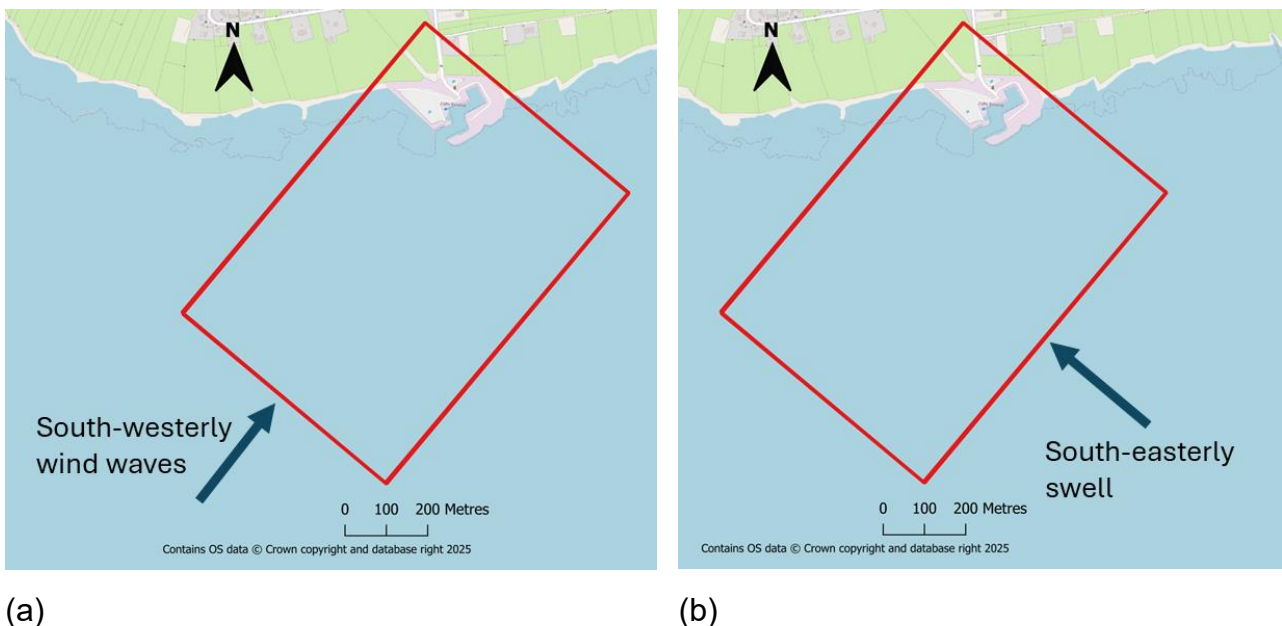 N
South-westerly
wind waves
0 100 200 Metres
Contains OS data © Crown copyright and database right 2025
(a)
N
South-easterly
swell
0 100 200 Metres
Contains OS data © Crown copyright and database right 2025
(b)